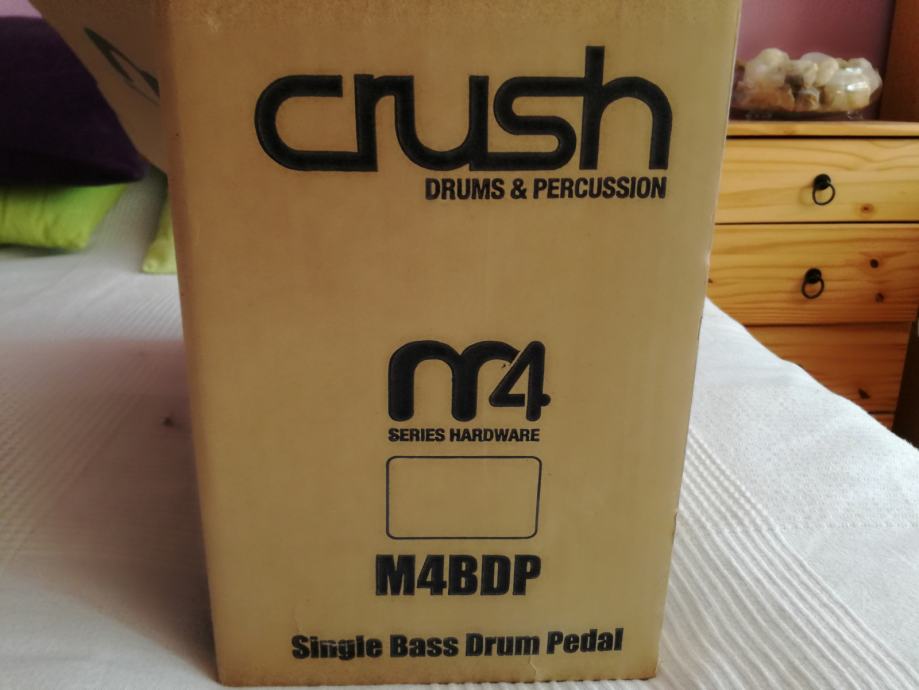 crush
DRUMS & PERCUSSION
m4
SERIES HARDWARE
M4BDP
Single Bass Drum Pedal